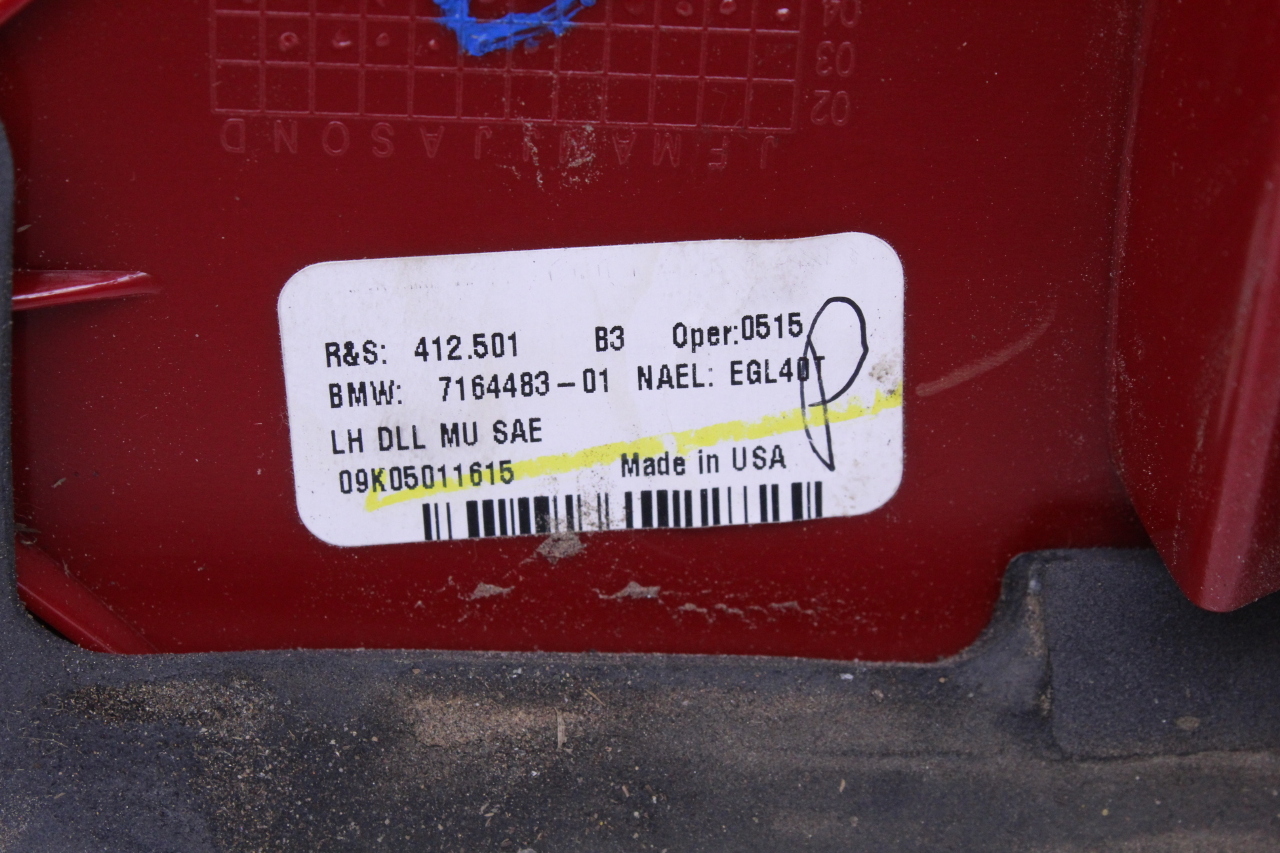 04
03
02
D N O S A J J M A M F J
R&S: 412.501 B3 Oper:0515
BMW: 7164483-01 NAEL: EGL40T
LH DLL MU SAE
09K05011615 Made in USA